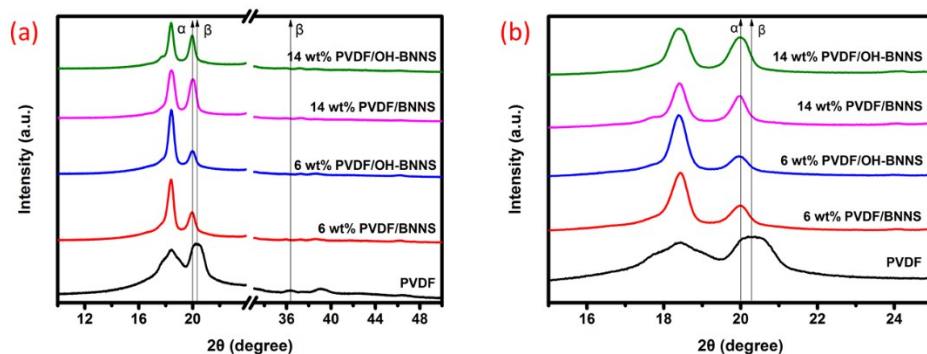 (a)
α
β
β
14 wt% PVDF/OH-BNNS
14 wt% PVDF/BNNS
6 wt% PVDF/OH-BNNS
6 wt% PVDF/BNNS
PVDF
Intensity (a.u.)
12 16 20 36 40 44 48
2θ (degree)
(b)
α
β
14 wt% PVDF/OH-BNNS
14 wt% PVDF/BNNS
6 wt% PVDF/OH-BNNS
6 wt% PVDF/BNNS
PVDF
Intensity (a.u.)
16 18 20 22 24
2θ (degree)